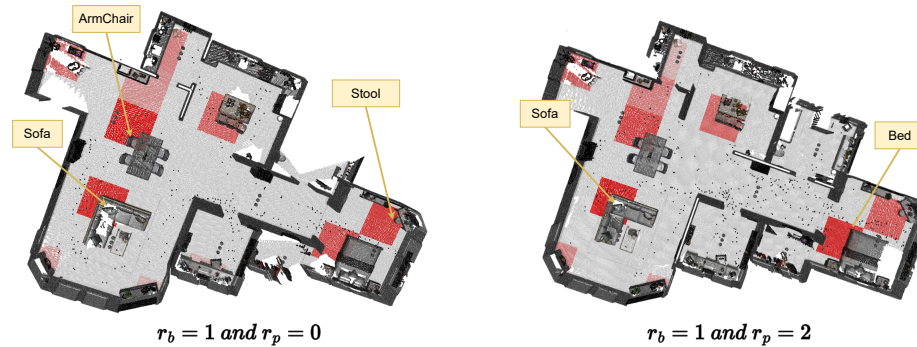 ArmChair
Sofa
Stool
r_b = 1 and r_p = 0
Sofa
Bed
r_b = 1 and r_p = 2